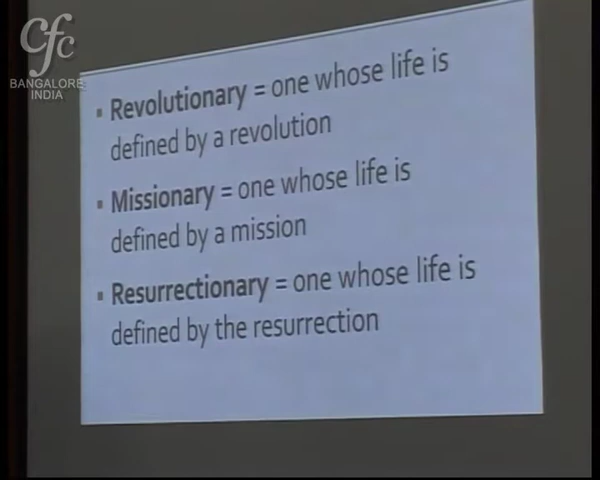 cfc
BANGALORE
INDIA
▪ Revolutionary = one whose life is
defined by a revolution
▪ Missionary = one whose life is
defined by a mission
▪ Resurrectionary = one whose life is
defined by the resurrection